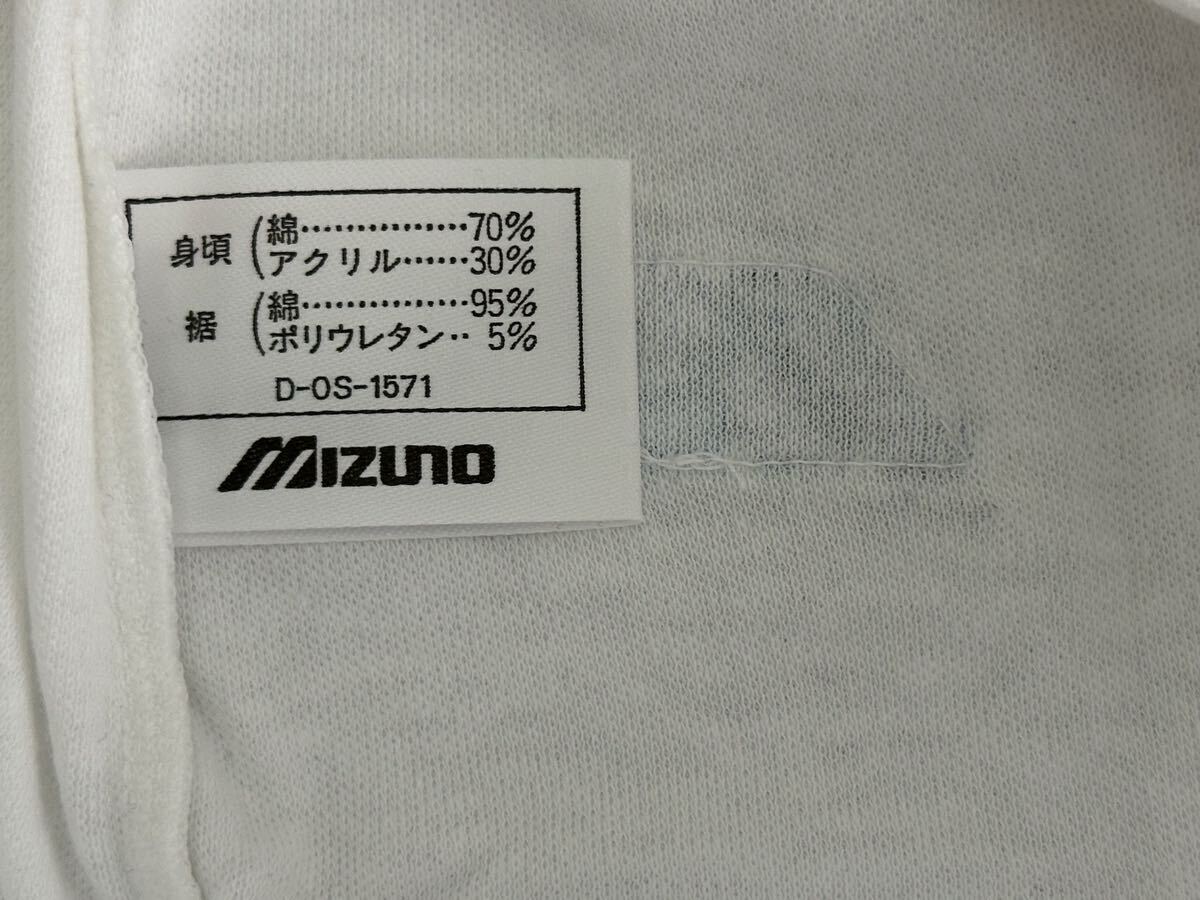 身頃 (綿……………70%
アクリル……30%
裾 (綿……………95%
ポリウレタン‥ 5%
D-OS-1571
MIZUNO